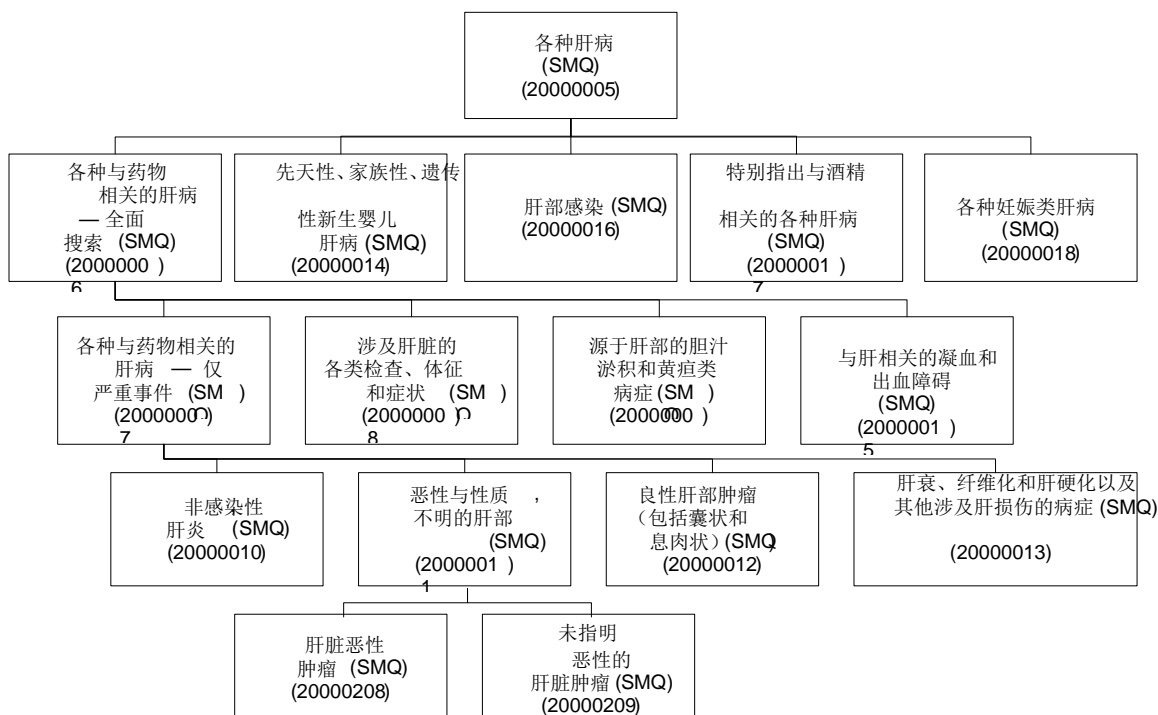 各种肝病
(SMQ)
(20000005)
各种与药物
相关的肝病
— 全面
搜索 (SMQ)
(2000000 )
6
先天性、家族性、遗传
性新生婴儿
肝病 (SMQ)
(20000014)
肝部感染 (SMQ)
(20000016)
特别指出与酒精
相关的各种肝病
(SMQ)
(2000001 )
7
各种妊娠类肝病
(SMQ)
(20000018)
各种与药物相关的
肝病 — 仅
严重事件 (SM )
Q
(2000000 )
7
涉及肝脏的
各类检查、体征
和症状 (SM )
Q
(2000000 )
8
源于肝部的胆汁
淤积和黄疸类
病症 (SM )
(2000000 )
与肝相关的凝血和
出血障碍
(SMQ)
(2000001 )
5
非感染性
肝炎 (SMQ)
(20000010)
恶性与性质 ,
不明的肝部
(SMQ)
(2000001 )
1
良性肝部肿瘤
（包括囊状和
息肉状）(SMQ)
(20000012)
肝衰、纤维化和肝硬化以及
其他涉及肝损伤的病症 (SMQ)
(20000013)
肝脏恶性
肿瘤 (SMQ)
(20000208)
未指明
恶性的
肝脏肿瘤 (SMQ)
(20000209)